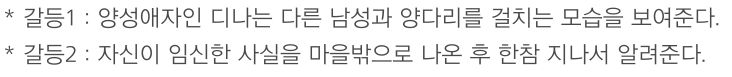 * 갈등1 : 양성애자인 디나는 다른 남성과 양다리를 걸치는 모습을 보여준다.
* 갈등2 : 자신이 임신한 사실을 마을밖으로 나온 후 한참 지나서 알려준다.